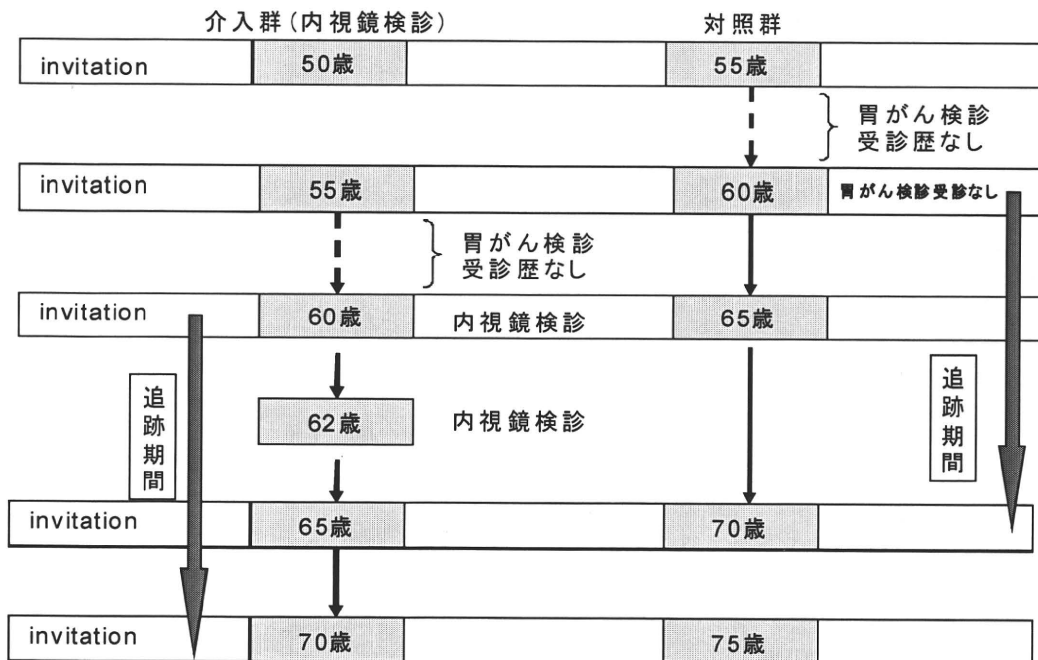 介入群(内視鏡検診)
対照群
invitation
50歳
55歳
胃がん検診
受診歴なし
invitation
55歳
60歳
胃がん検診受診なし
胃がん検診
受診歴なし
invitation
60歳
内視鏡検診
65歳
追跡期間
62歳
内視鏡検診
追跡期間
invitation
65歳
70歳
invitation
70歳
75歳